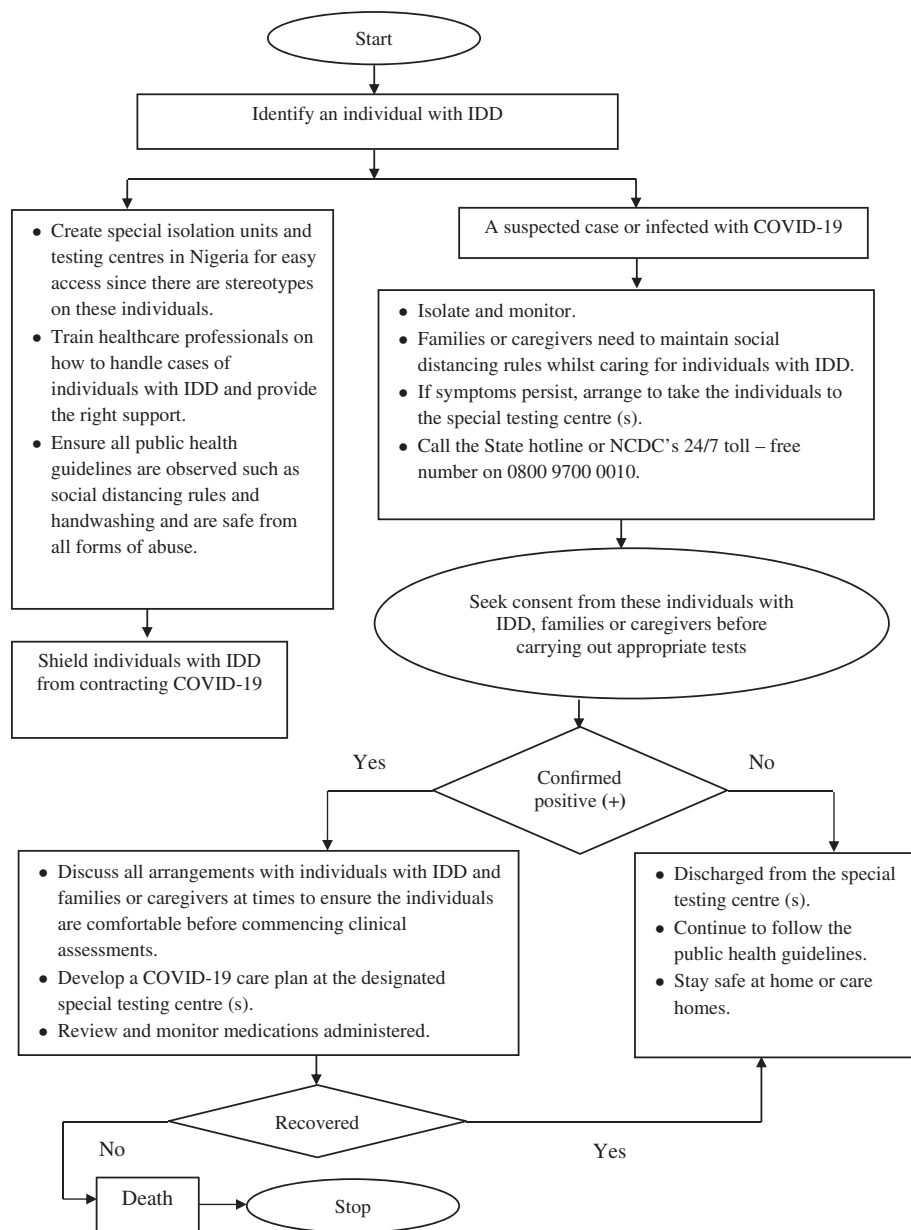 Start
Identify an individual with IDD
• Create special isolation units and
testing centres in Nigeria for easy
access since there are stereotypes
on these individuals.
• Train healthcare professionals on
how to handle cases of
individuals with IDD and provide
the right support.
• Ensure all public health
guidelines are observed such as
social distancing rules and
handwashing and are safe from
all forms of abuse.
Shield individuals with IDD
from contracting COVID-19
A suspected case or infected with COVID-19
• Isolate and monitor.
• Families or caregivers need to maintain social
distancing rules whilst caring for individuals with IDD.
• If symptoms persist, arrange to take the individuals to
the special testing centre (s).
• Call the State hotline or NCDC's 24/7 toll – free
number on 0800 9700 0010.
Seek consent from these individuals with
IDD, families or caregivers before
carrying out appropriate tests
Yes
No
Confirmed
positive (+)
• Discuss all arrangements with individuals with IDD and
families or caregivers at times to ensure the individuals
are comfortable before commencing clinical
assessments.
• Develop a COVID-19 care plan at the designated
special testing centre (s).
• Review and monitor medications administered.
• Discharged from the special
testing centre (s).
• Continue to follow the
public health guidelines.
• Stay safe at home or care
homes.
Recovered
No
Yes
Death
Stop